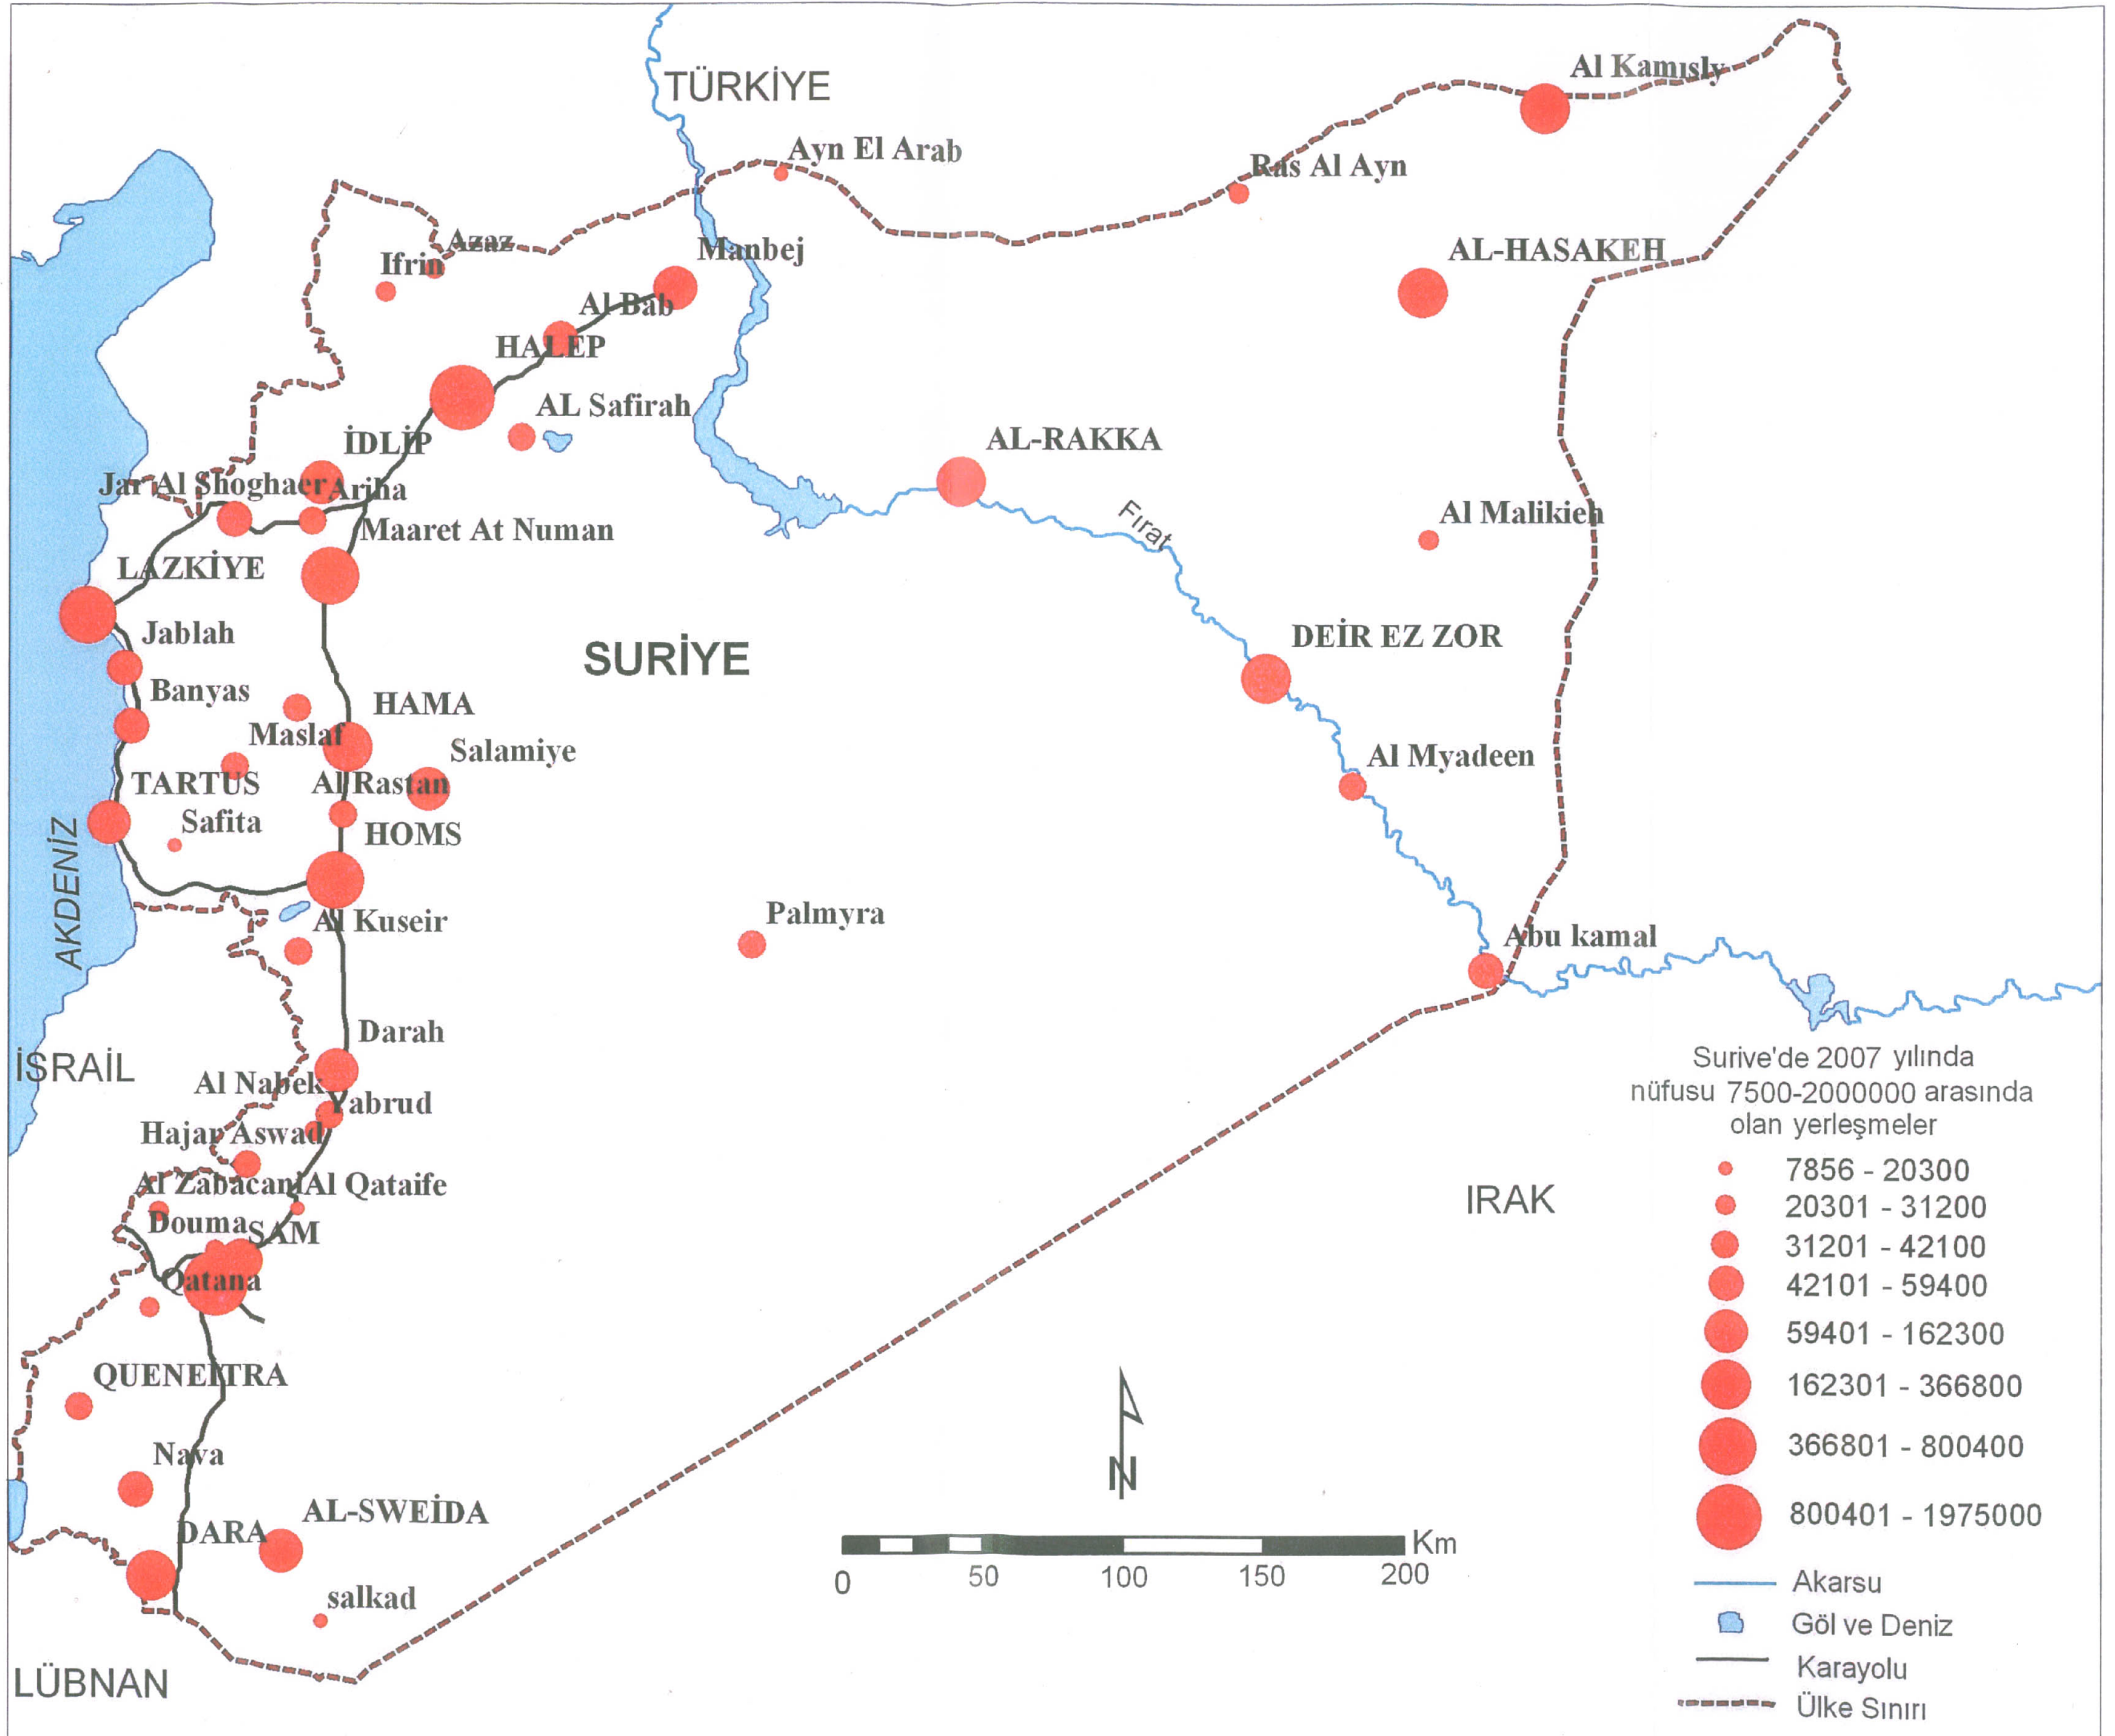 TÜRKİYE
Al Kamısly
Ayn El Arab
Ras Al Ayn
Azaz
Ifrin
Manbej
AL-HASAKEH
Al Bab
HALEP
AL Safirah
İDLİP
AL-RAKKA
Jar Al Shoghaer
Ariha
Fırat
Al Malikieh
Maaret At Numan
LAZKİYE
Jablah
SURİYE
DEİR EZ ZOR
Banyas
HAMA
Maslaf
Salamiye
Al Myadeen
TARTUS
Al Rastan
Safita
HOMS
AKDENİZ
Al Kuseir
Palmyra
Abu kamal
Darah
İSRAİL
Al Nabek
Yabrud
Hajar Aswad
Al Zabacani
Al Qataife
Douma
SAM
Qatana
IRAK
QUENEITRA
Nava
AL-SWEİDA
DARA
salkad
LÜBNAN
N
Km
0 50 100 150 200
Surive'de 2007 yılında
nüfusu 7500-2000000 arasında
olan yerleşmeler
7856 - 20300
20301 - 31200
31201 - 42100
42101 - 59400
59401 - 162300
162301 - 366800
366801 - 800400
800401 - 1975000
Akarsu
Göl ve Deniz
Karayolu
Ülke Sınırı